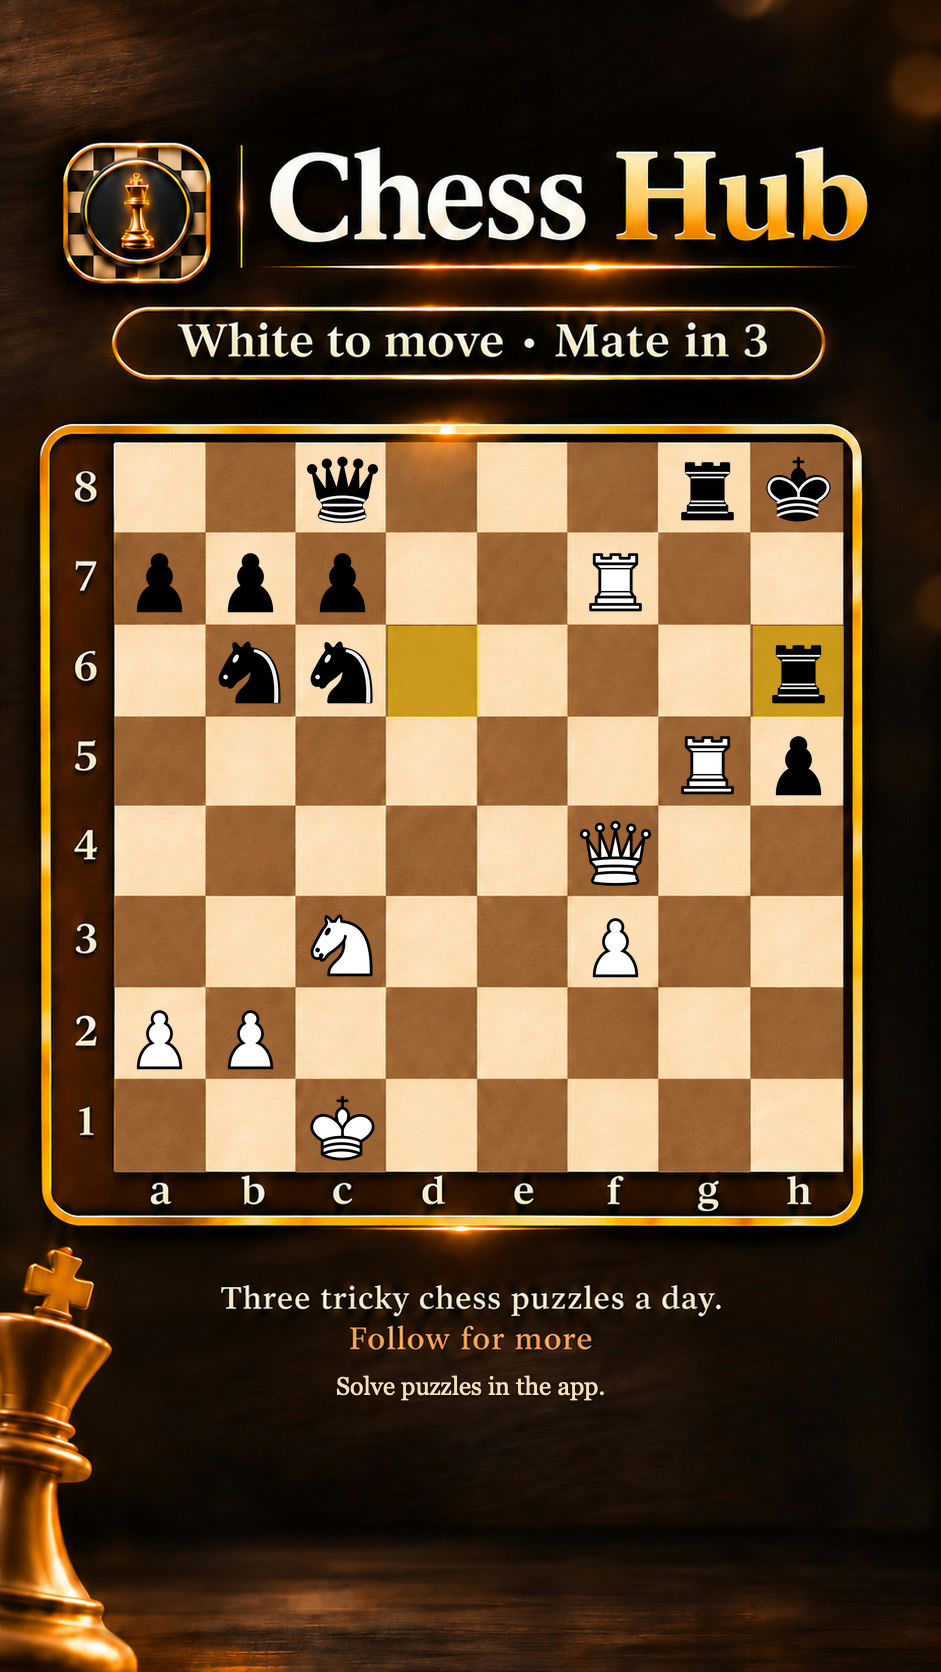 Chess Hub
White to move • Mate in 3
8
7
6
5
4
3
2
1
a b c d e f g h
Three tricky chess puzzles a day.
Follow for more
Solve puzzles in the app.